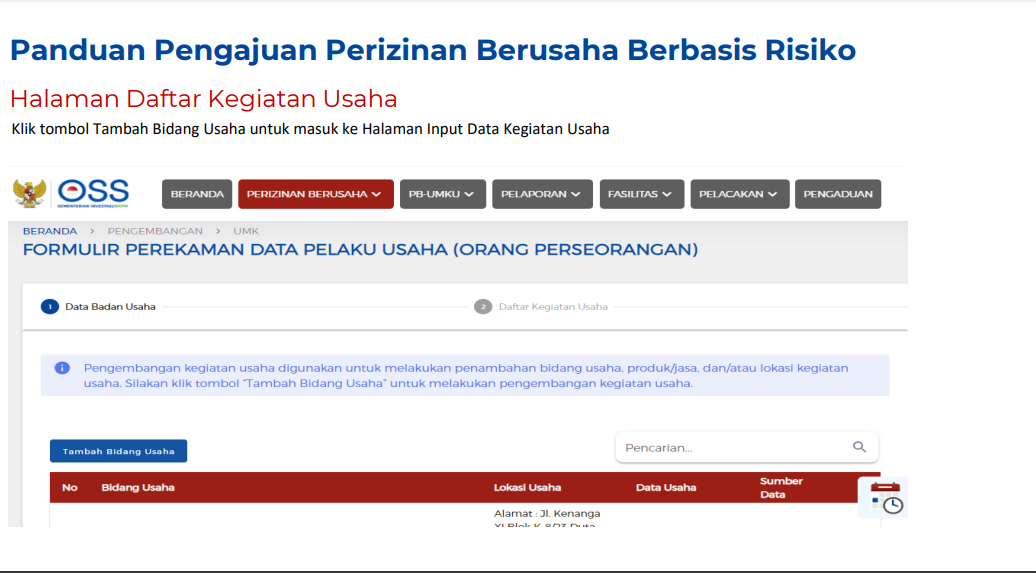 Panduan Pengajuan Perizinan Berusaha Berbasis Risiko
Halaman Daftar Kegiatan Usaha
Klik tombol Tambah Bidang Usaha untuk masuk ke Halaman Input Data Kegiatan Usaha
OSS
BERANDA PERIZINAN BERUSAHA PB-UMKU PELAPORAN FASILITAS PELACAKAN PENGADUAN
BERANDA > PENGEMBANGAN > UMK
FORMULIR PEREKAMAN DATA PELAKU USAHA (ORANG PERSEORANGAN)
1 Data Badan Usaha 2 Daftar Kegiatan Usaha
Pengembangan kegiatan usaha digunakan untuk melakukan penambahan bidang usaha, produk/jasa, dan/atau lokasi kegiatan
usaha. Silakan klik tombol "Tambah Bidang Usaha" untuk melakukan pengembangan kegiatan usaha.
Tambah Bidang Usaha Pencarian...
No Bidang Usaha Lokasi Usaha Data Usaha Sumber
Data
Alamat : Jl. Kenanga